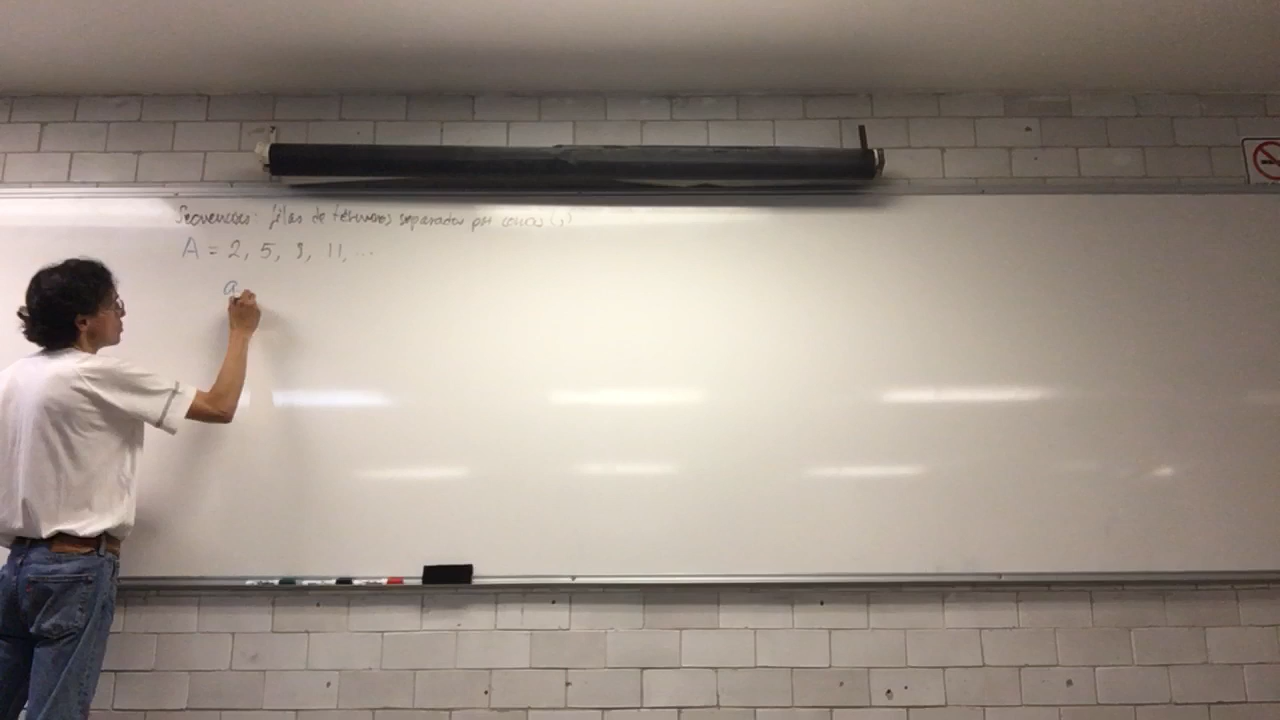 Secuencias: filas de términos separados por comas (,)
A = 2, 5, 8, 11, ...
a